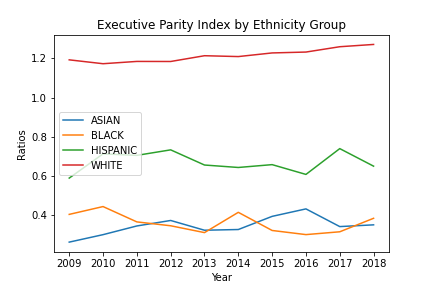 Executive Parity Index by Ethnicity Group
Ratios
1.2
1.0
0.8
0.6
0.4
ASIAN
BLACK
HISPANIC
WHITE
2009 2010 2011 2012 2013 2014 2015 2016 2017 2018
Year